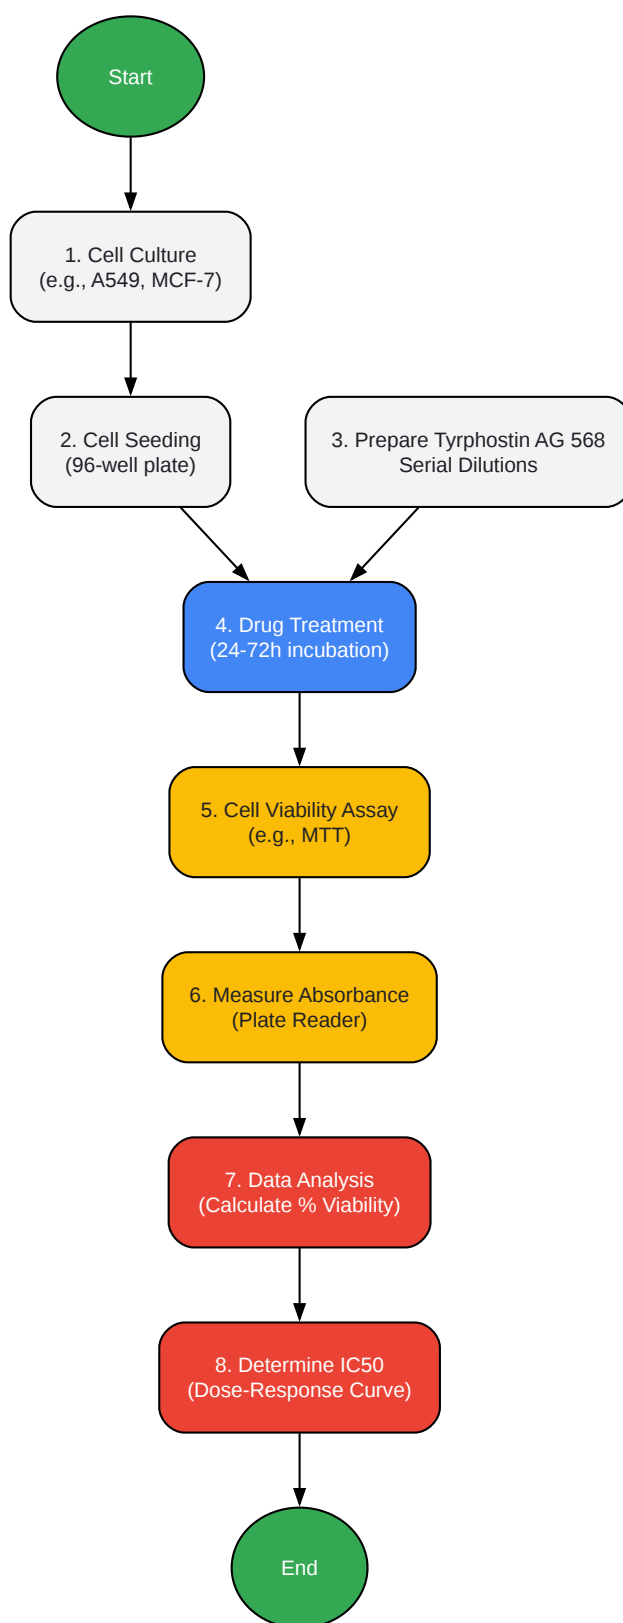 Start
1. Cell Culture
(e.g., A549, MCF-7)
2. Cell Seeding
(96-well plate)
3. Prepare Tyrphostin AG 568
Serial Dilutions
4. Drug Treatment
(24-72h incubation)
5. Cell Viability Assay
(e.g., MTT)
6. Measure Absorbance
(Plate Reader)
7. Data Analysis
(Calculate % Viability)
8. Determine IC50
(Dose-Response Curve)
End